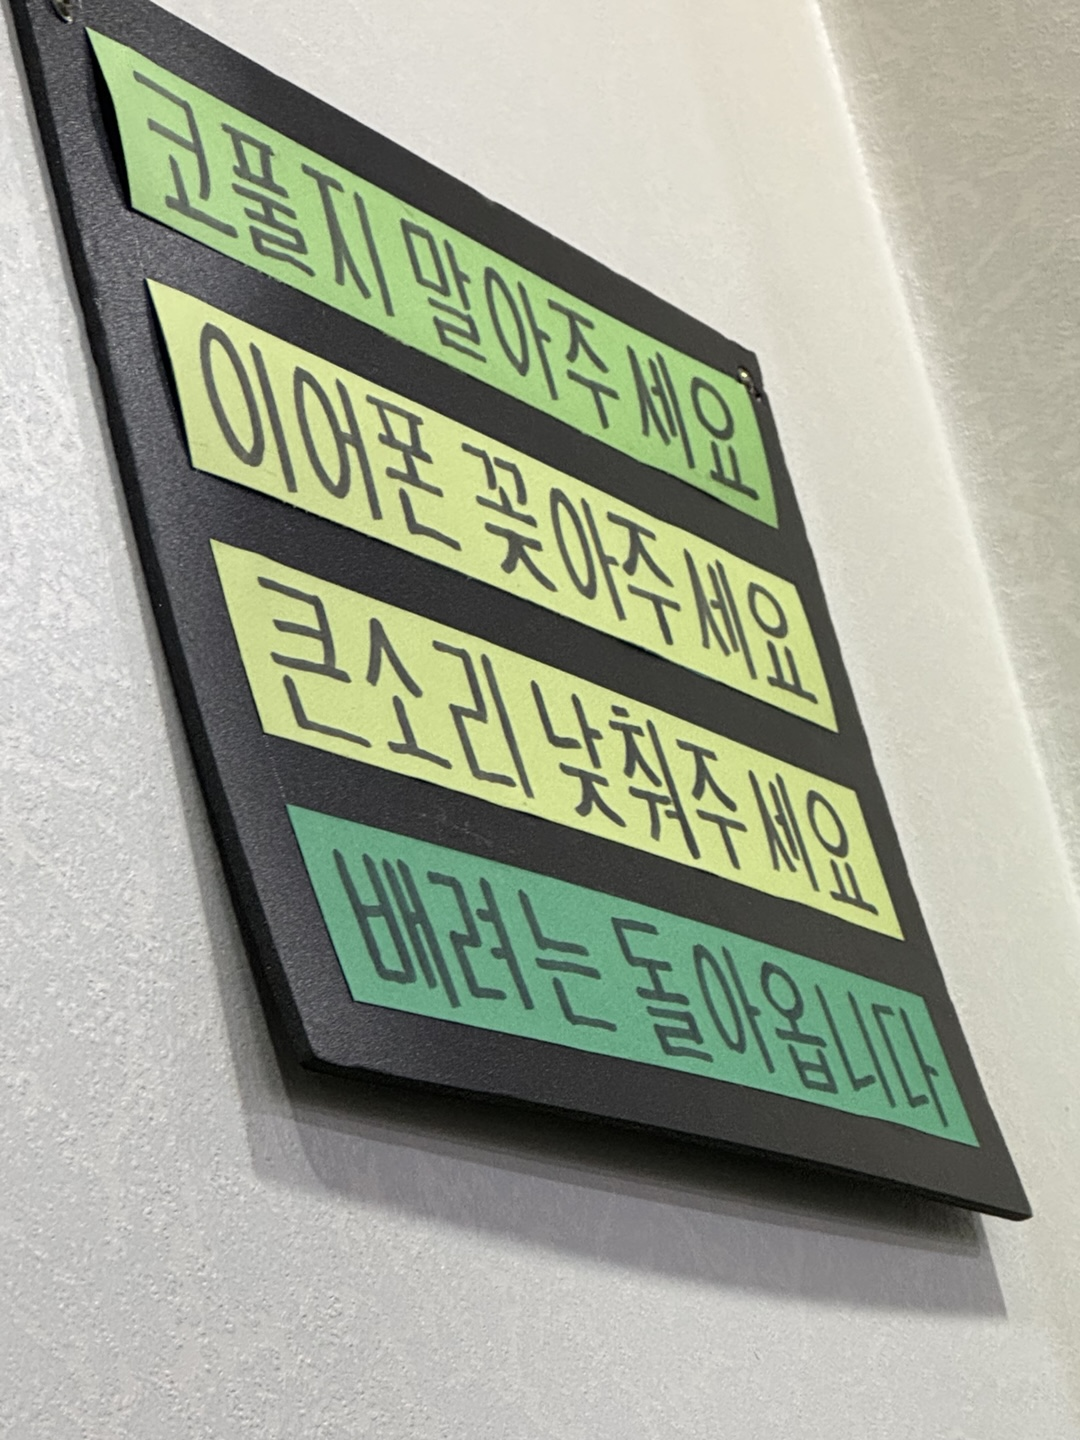 코풀지 말아주세요
이어폰 꽂아주세요
큰소리 낮춰주세요
배려는 돌아옵니다